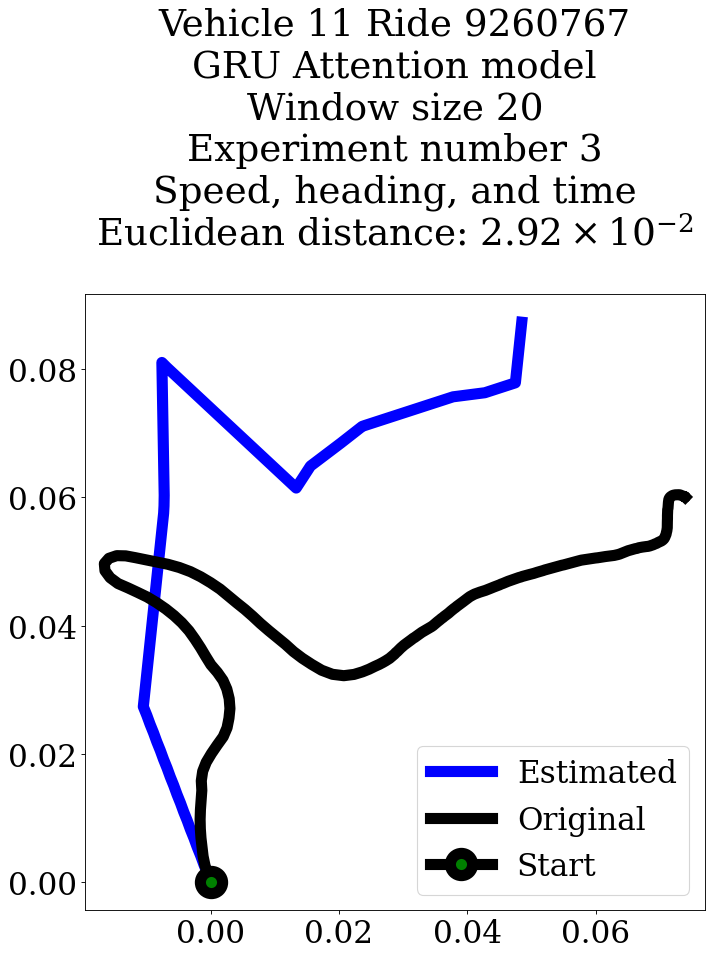 Vehicle 11 Ride 9260767
GRU Attention model
Window size 20
Experiment number 3
Speed, heading, and time
Euclidean distance: 2.92 × 10⁻²
0.08
0.06
0.04
0.02
0.00
Estimated
Original
Start
0.00 0.02 0.04 0.06